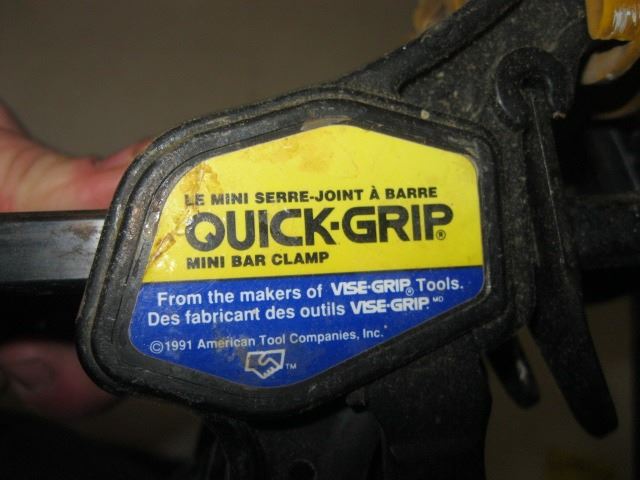 LE MINI SERRE-JOINT À BARRE
QUICK-GRIP®
MINI BAR CLAMP
From the makers of VISE-GRIP® Tools.
Des fabricant des outils VISE-GRIP MD
©1991 American Tool Companies, Inc.
TM